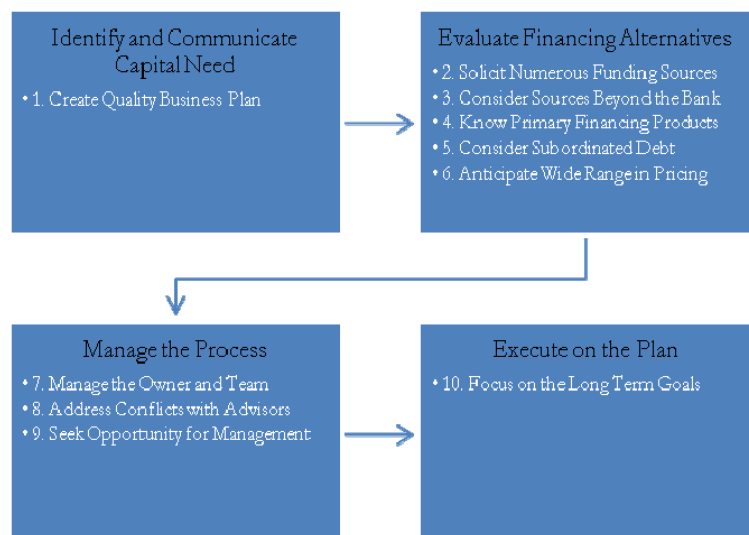 Identify and Communicate
Capital Need
• 1. Create Quality Business Plan
Evaluate Financing Alternatives
• 2. Solicit Numerous Funding Sources
• 3. Consider Sources Beyond the Bank
• 4. Know Primary Financing Products
• 5. Consider Subordinated Debt
• 6. Anticipate Wide Range in Pricing
Manage the Process
• 7. Manage the Owner and Team
• 8. Address Conflicts with Advisors
• 9. Seek Opportunity for Management
Execute on the Plan
• 10. Focus on the Long Term Goals